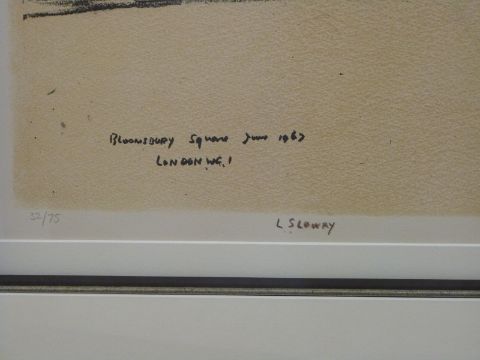 Bloomsbury Square June 1967
LONDON. WC. 1
32/75
L S LOWRY